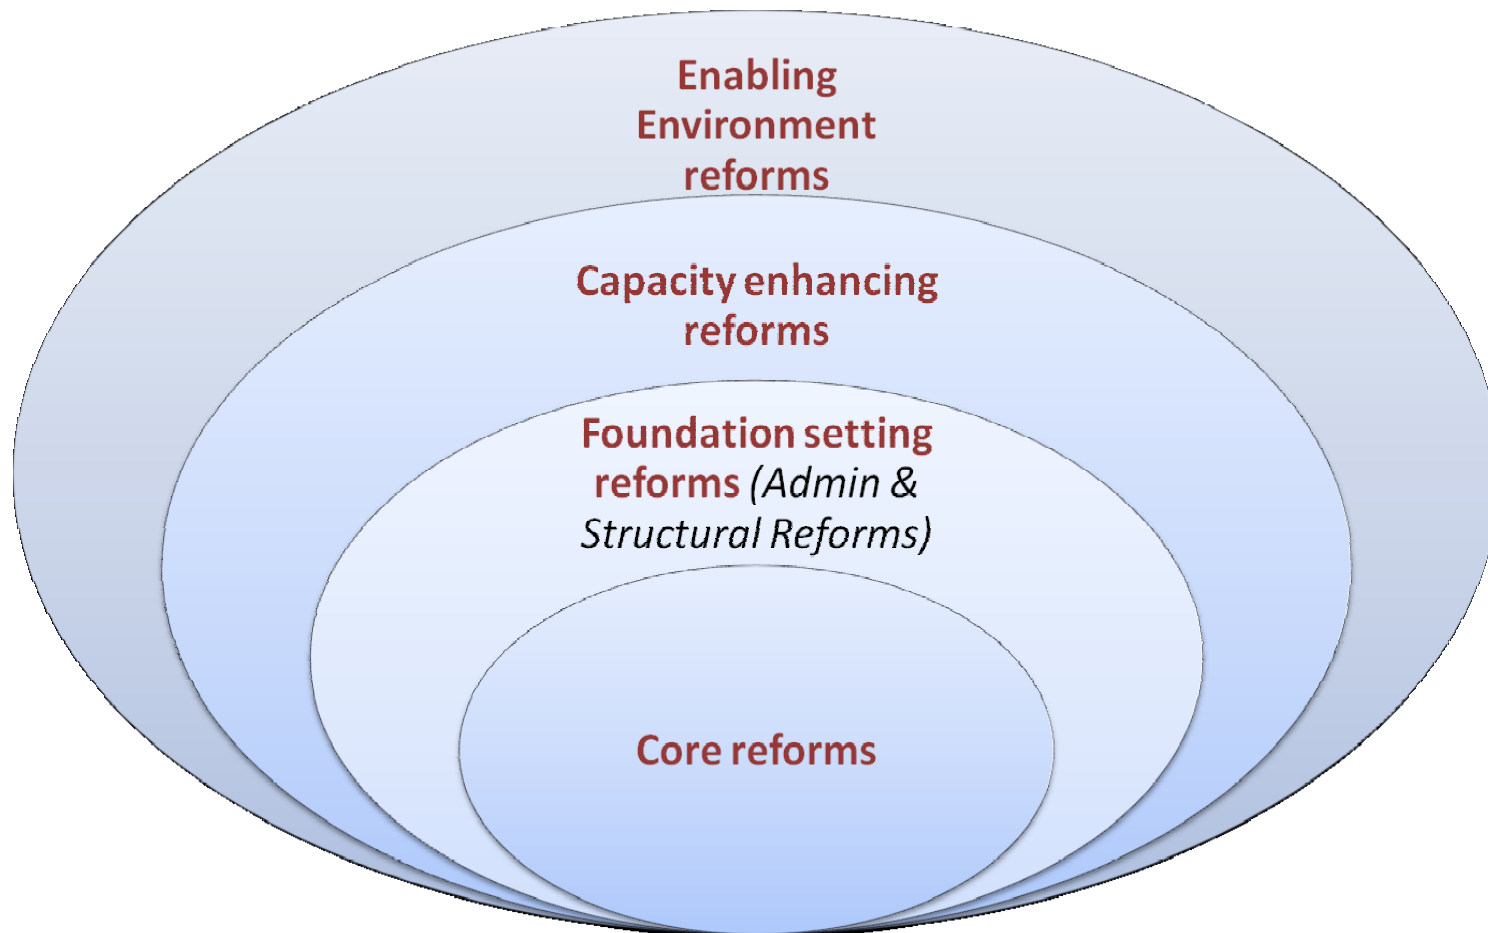 Enabling
Environment
reforms
Capacity enhancing
reforms
Foundation setting
reforms (Admin &
Structural Reforms)
Core reforms